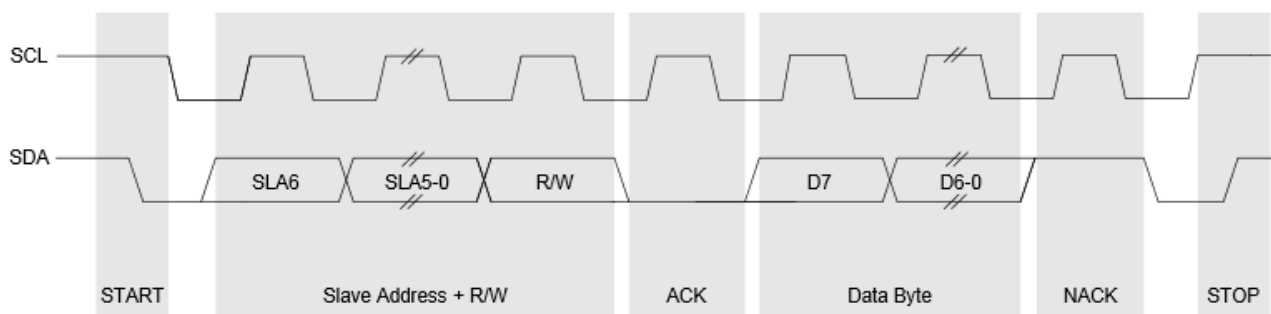 SCL
SDA
SLA6 SLA5-0 R/W D7 D6-0
START Slave Address + R/W ACK Data Byte NACK STOP